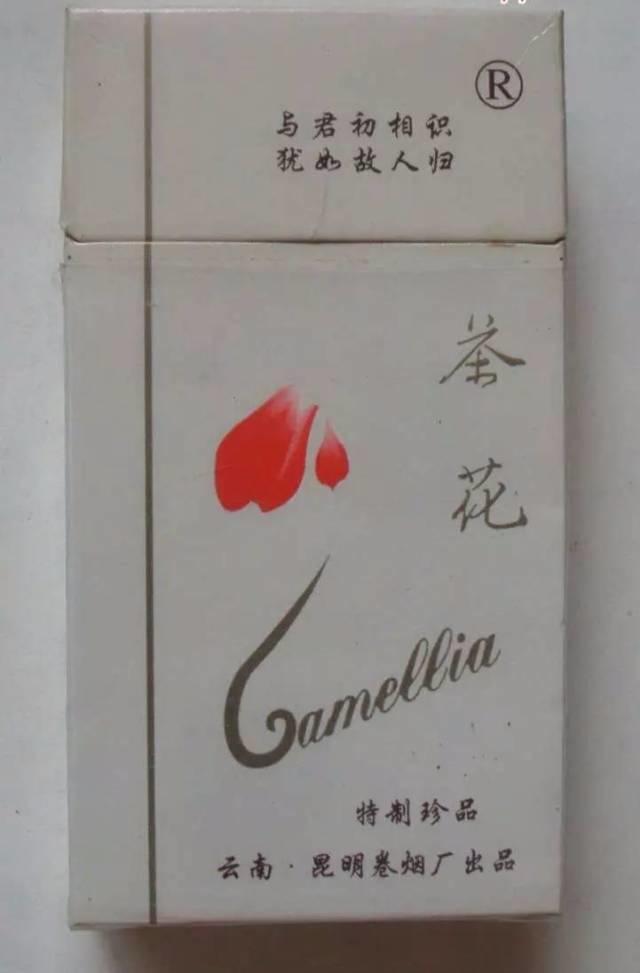 ®
与君初相识
犹如故人归
茶花
Camellia
特制珍品
云南·昆明卷烟厂出品